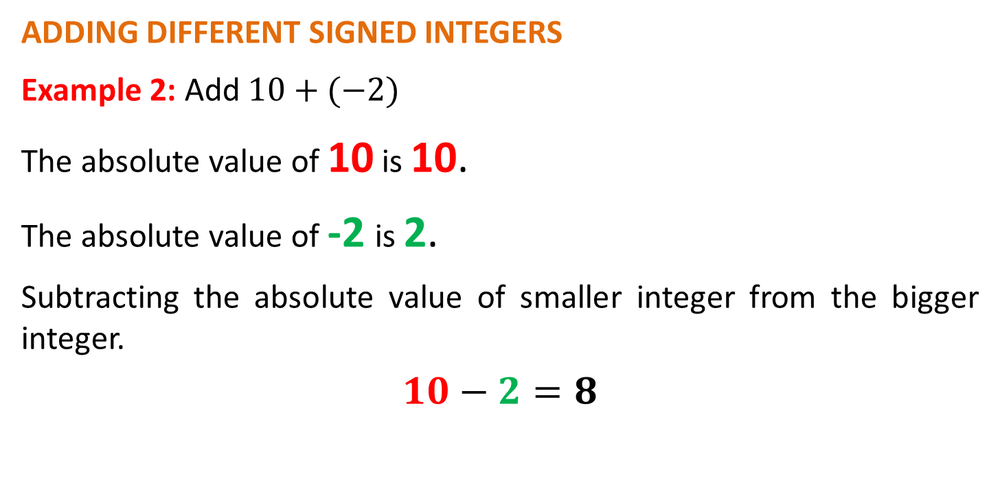 ADDING DIFFERENT SIGNED INTEGERS
Example 2: Add 10 + (−2)
The absolute value of 10 is 10.
The absolute value of -2 is 2.
Subtracting the absolute value of smaller integer from the bigger
integer.
10 − 2 = 8